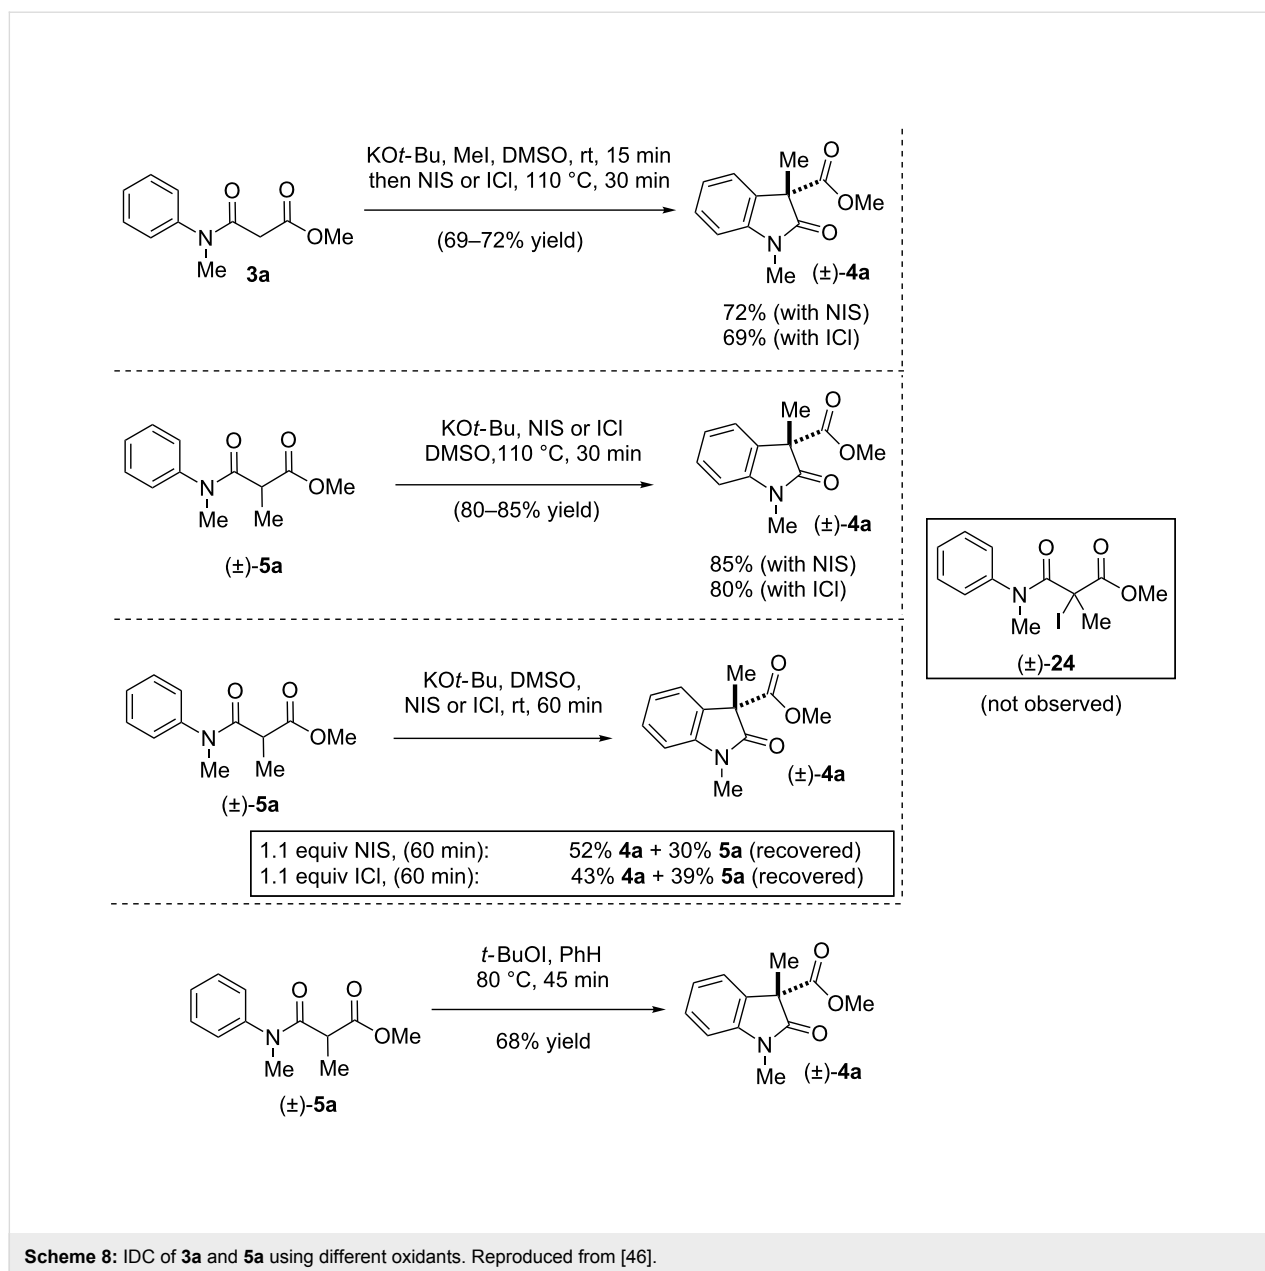 KOt-Bu, MeI, DMSO, rt, 15 min
then NIS or ICl, 110 °C, 30 min
(69–72% yield)
O
O
N
OMe
Me
3a
Me
O
OMe
O
N
Me
(±)-4a
72% (with NIS)
69% (with ICl)
KOt-Bu, NIS or ICl
DMSO,110 °C, 30 min
(80–85% yield)
O
O
N
OMe
Me
Me
(±)-5a
Me
O
OMe
O
N
Me
(±)-4a
85% (with NIS)
80% (with ICl)
O
O
N
OMe
Me
I
Me
(±)-24
(not observed)
KOt-Bu, DMSO,
NIS or ICl, rt, 60 min
O
O
N
OMe
Me
Me
(±)-5a
Me
O
OMe
O
N
Me
(±)-4a
1.1 equiv NIS, (60 min): 52% 4a + 30% 5a (recovered)
1.1 equiv ICl, (60 min): 43% 4a + 39% 5a (recovered)
t-BuOI, PhH
80 °C, 45 min
68% yield
O
O
N
OMe
Me
Me
(±)-5a
Me
O
OMe
O
N
Me
(±)-4a
Scheme 8: IDC of 3a and 5a using different oxidants. Reproduced from [46].